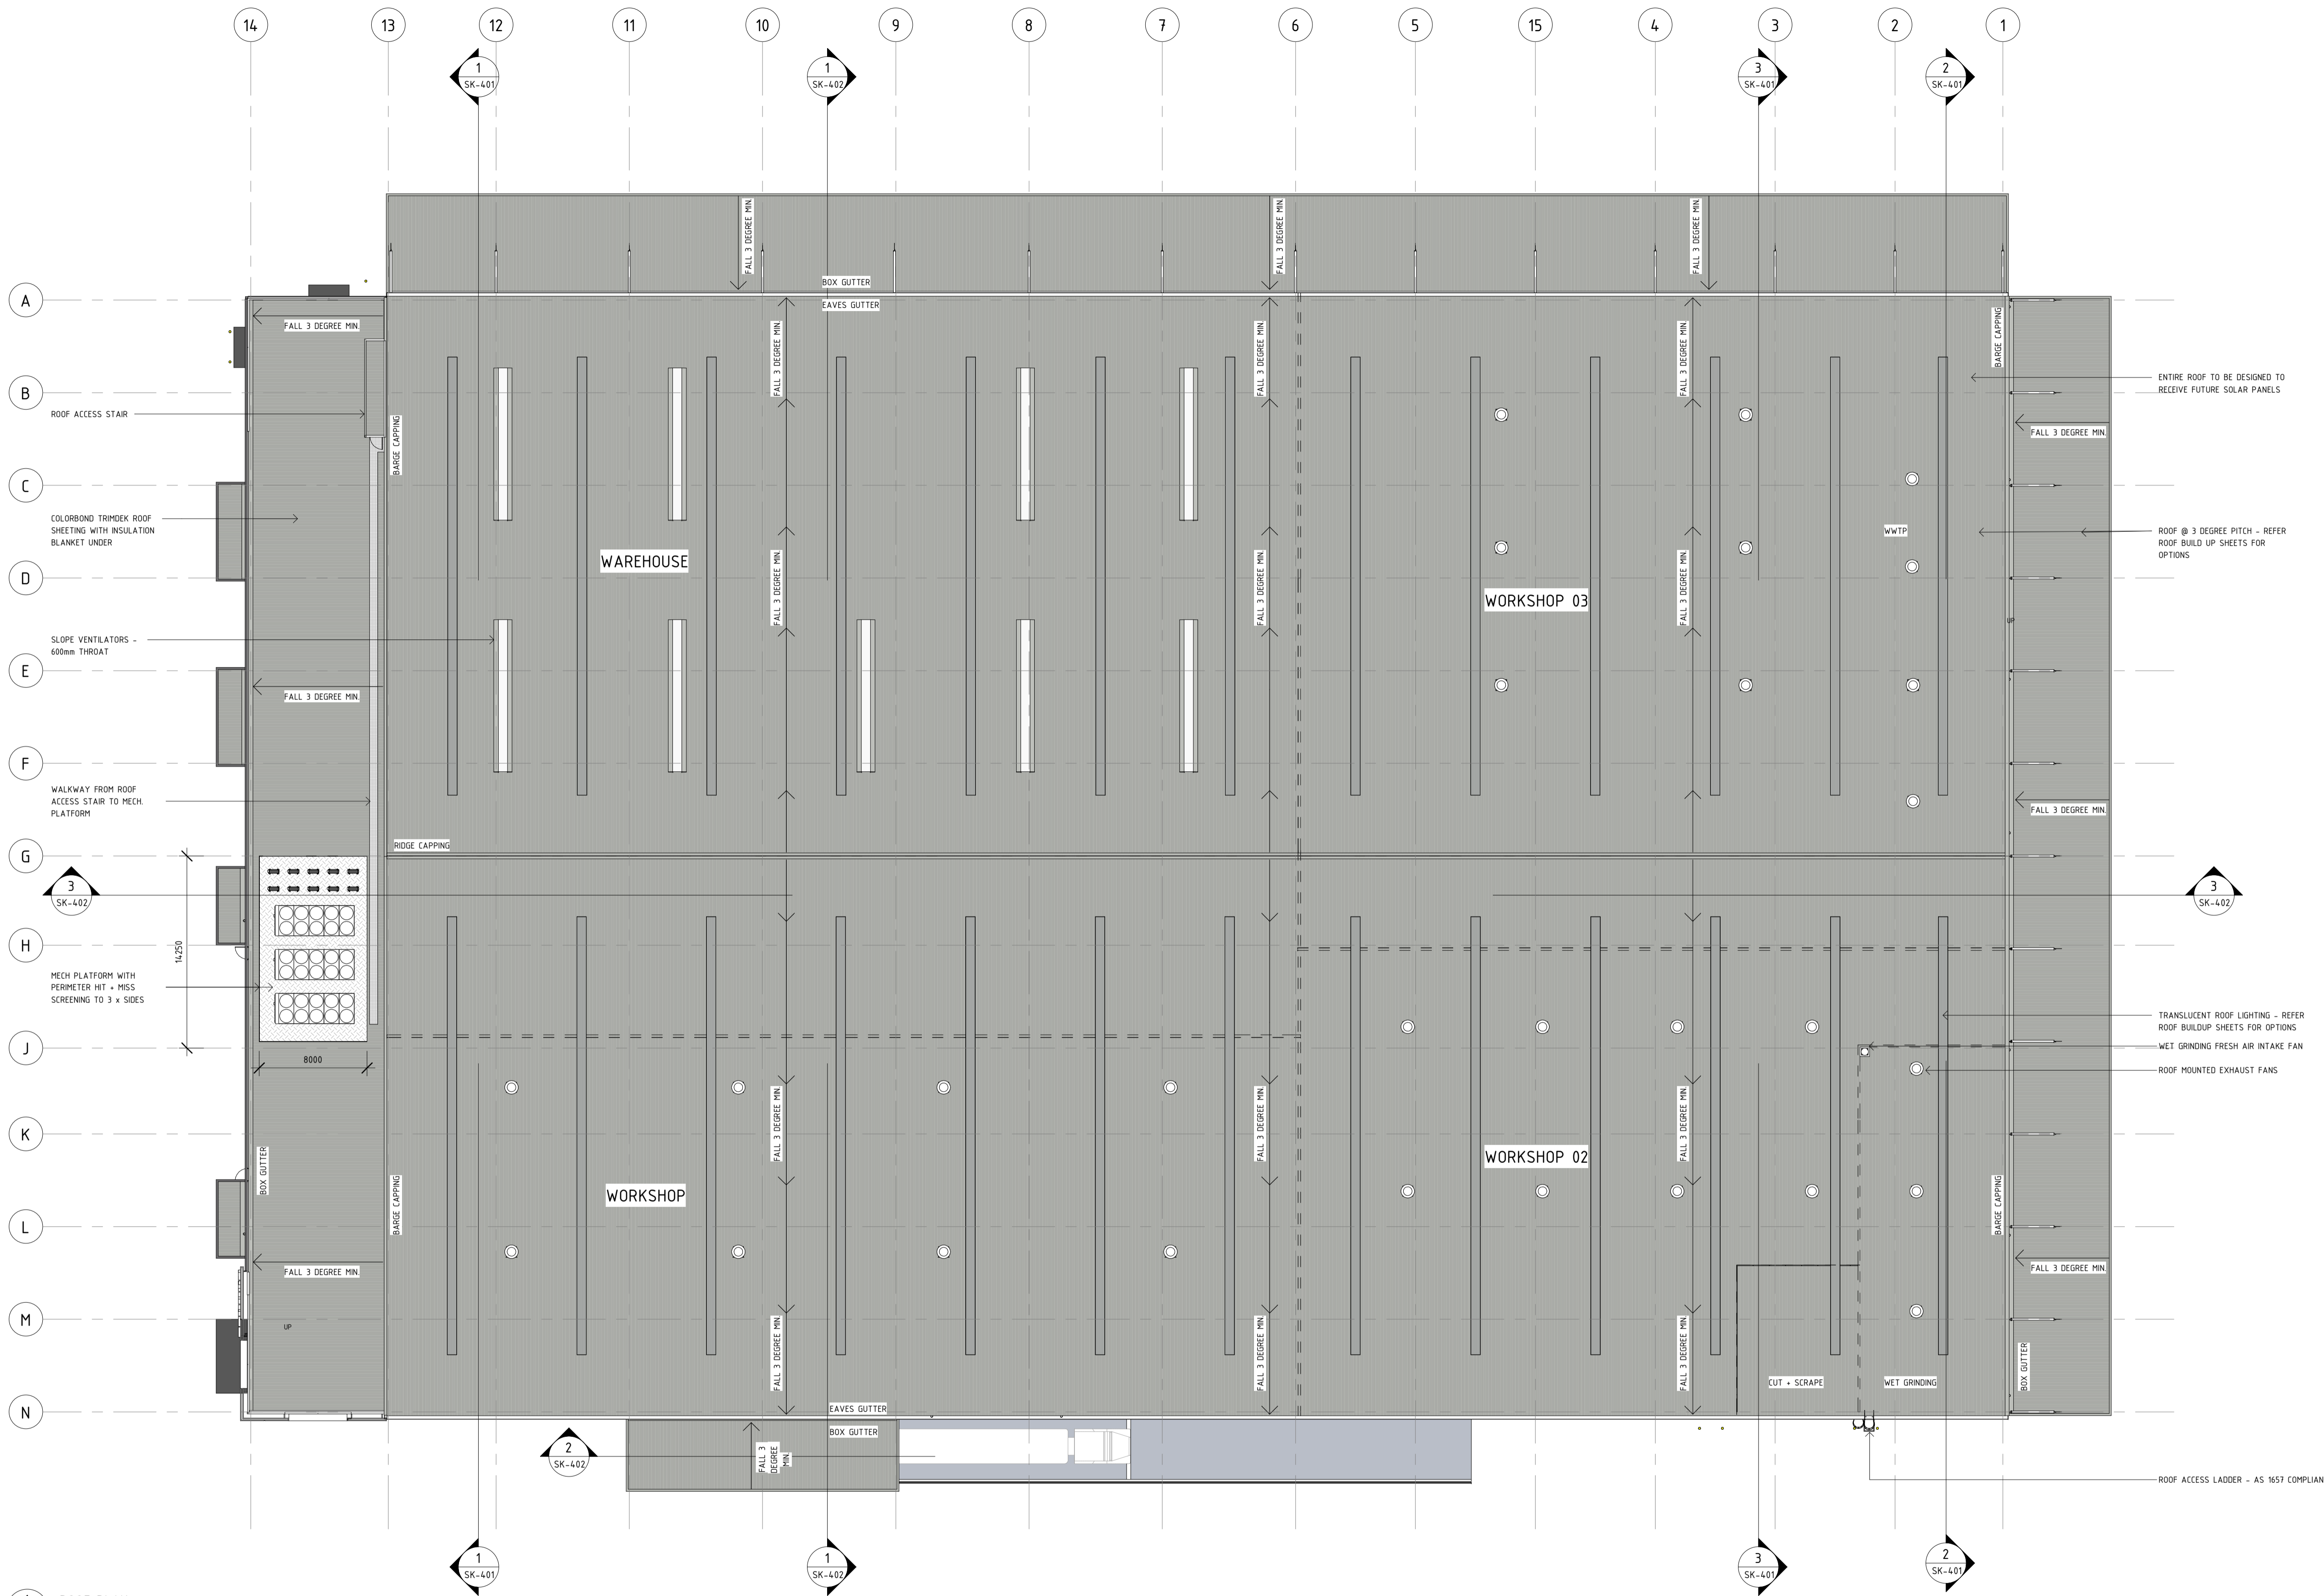 14 13 12 11 10 9 8 7 6 5 15 4 3 2 1
1
SK-401
1
SK-402
3
SK-401
2
SK-401
FALL 3 DEGREE MIN.
FALL 3 DEGREE MIN.
FALL 3 DEGREE MIN.
BOX GUTTER
EAVES GUTTER
A
FALL 3 DEGREE MIN.
FALL 3 DEGREE MIN.
FALL 3 DEGREE MIN.
FALL 3 DEGREE MIN.
BARGE CAPPING
B
ENTIRE ROOF TO BE DESIGNED TO
RECEIVE FUTURE SOLAR PANELS
ROOF ACCESS STAIR
BARGE CAPPING
FALL 3 DEGREE MIN.
C
COLORBOND TRIMDEK ROOF
SHEETING WITH INSULATION
BLANKET UNDER
WWTP
ROOF @ 3 DEGREE PITCH - REFER
ROOF BUILD UP SHEETS FOR
OPTIONS
WAREHOUSE
D
FALL 3 DEGREE MIN.
FALL 3 DEGREE MIN.
FALL 3 DEGREE MIN.
WORKSHOP 03
UP
SLOPE VENTILATORS -
600mm THROAT
E
FALL 3 DEGREE MIN.
F
WALKWAY FROM ROOF
ACCESS STAIR TO MECH.
PLATFORM
FALL 3 DEGREE MIN.
RIDGE CAPPING
G
3
SK-402
3
SK-402
H
14250
MECH PLATFORM WITH
PERIMETER HIT + MISS
SCREENING TO 3 x SIDES
TRANSLUCENT ROOF LIGHTING - REFER
ROOF BUILDUP SHEETS FOR OPTIONS
J
WET GRINDING FRESH AIR INTAKE FAN
8000
ROOF MOUNTED EXHAUST FANS
K
FALL 3 DEGREE MIN.
FALL 3 DEGREE MIN.
FALL 3 DEGREE MIN.
WORKSHOP 02
BOX GUTTER
BARGE CAPPING
WORKSHOP
BARGE CAPPING
L
FALL 3 DEGREE MIN.
FALL 3 DEGREE MIN.
M
UP
FALL 3 DEGREE MIN.
FALL 3 DEGREE MIN.
FALL 3 DEGREE MIN.
CUT + SCRAPE
WET GRINDING
BOX GUTTER
N
EAVES GUTTER
BOX GUTTER
2
SK-402
FALL 3
DEGREE
MIN.
ROOF ACCESS LADDER - AS 1657 COMPLIAN
1
SK-401
1
SK-402
3
SK-401
2
SK-401